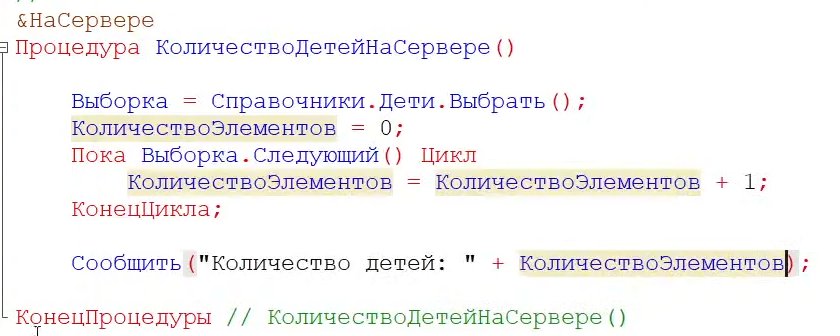 &НаСервере
Процедура КоличествоДетейНаСервере()
Выборка = Справочники.Дети.Выбрать();
КоличествоЭлементов = 0;
Пока Выборка.Следующий() Цикл
КоличествоЭлементов = КоличествоЭлементов + 1;
КонецЦикла;
Сообщить("Количество детей: " + КоличествоЭлементов);
КонецПроцедуры // КоличествоДетейНаСервере()